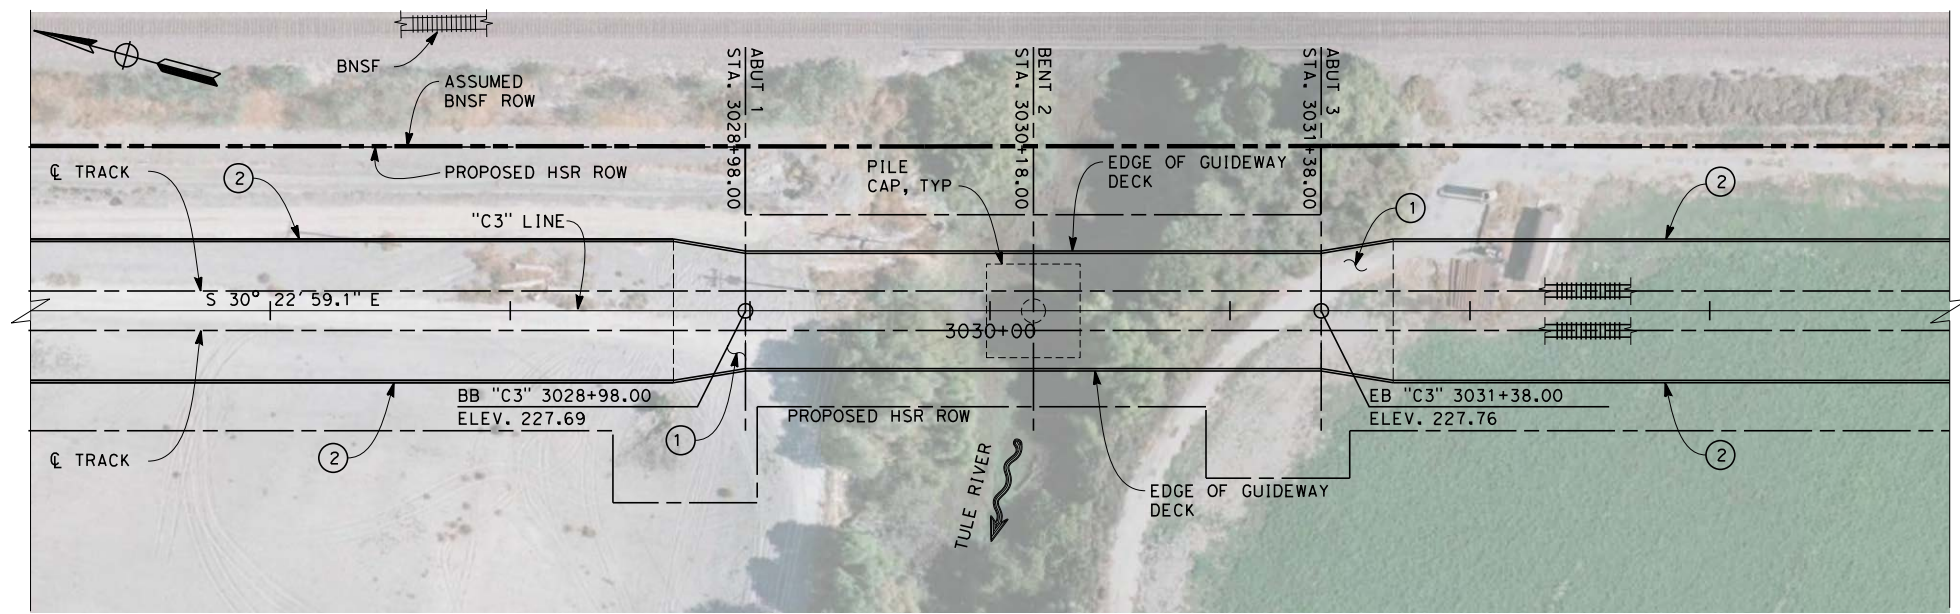 BNSF
ASSUMED
BNSF ROW
ABUT 1
STA. 3028+98.00
BENT 2
STA. 3030+18.00
ABUT 3
STA. 3031+38.00
℄ TRACK
2
PROPOSED HSR ROW
"C3" LINE
PILE
CAP, TYP
EDGE OF GUIDEWAY
DECK
2
1
S 30° 22' 59.1" E
3030+00
BB "C3" 3028+98.00
ELEV. 227.69
EB "C3" 3031+38.00
ELEV. 227.76
PROPOSED HSR ROW
℄ TRACK
2
1
2
TULE RIVER
EDGE OF GUIDEWAY
DECK